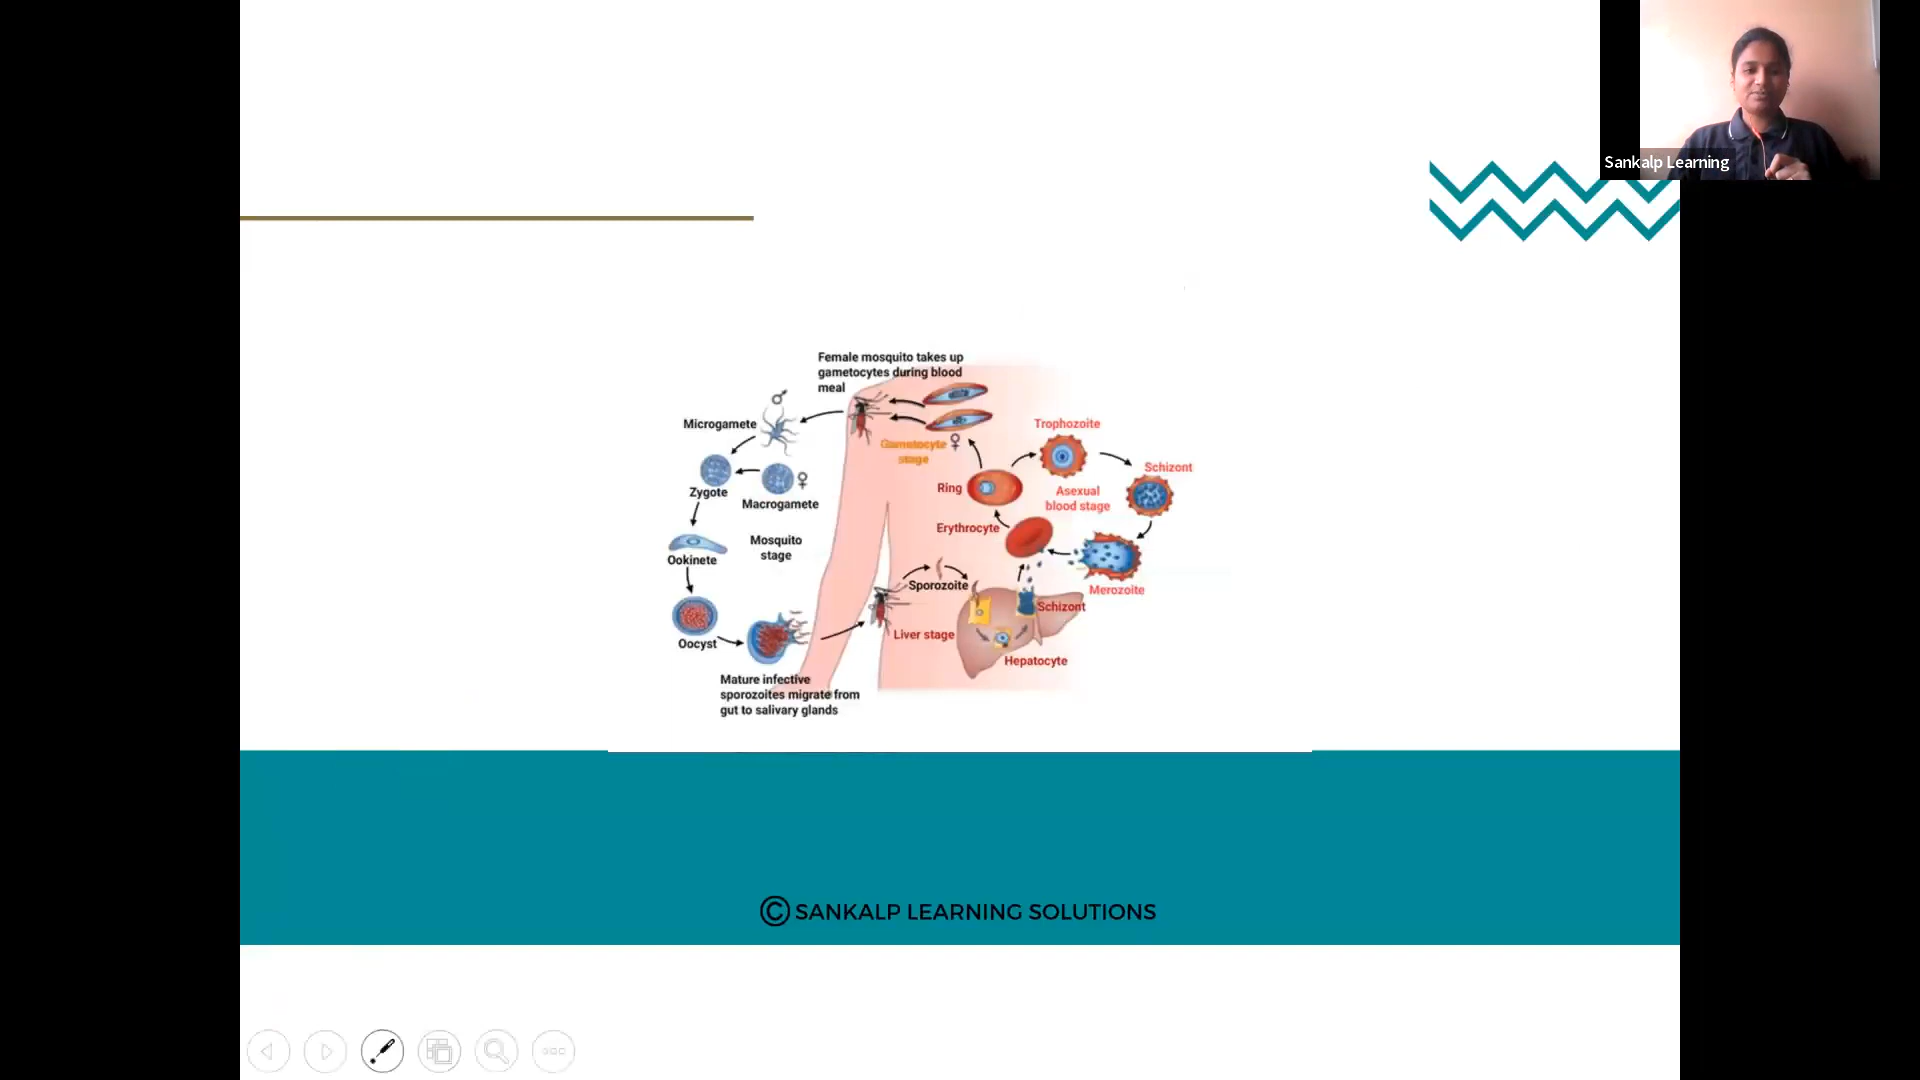 Sankalp Learning
Female mosquito takes up
gametocytes during blood
meal
Microgamete
Zygote
Macrogamete
Ookinete
Mosquito
stage
Oocyst
Mature infective
sporozoites migrate from
gut to salivary glands
Gametocyte
stage
Trophozoite
Schizont
Ring
Asexual
blood stage
Erythrocyte
Merozoite
Sporozoite
Schizont
Liver stage
Hepatocyte
© SANKALP LEARNING SOLUTIONS